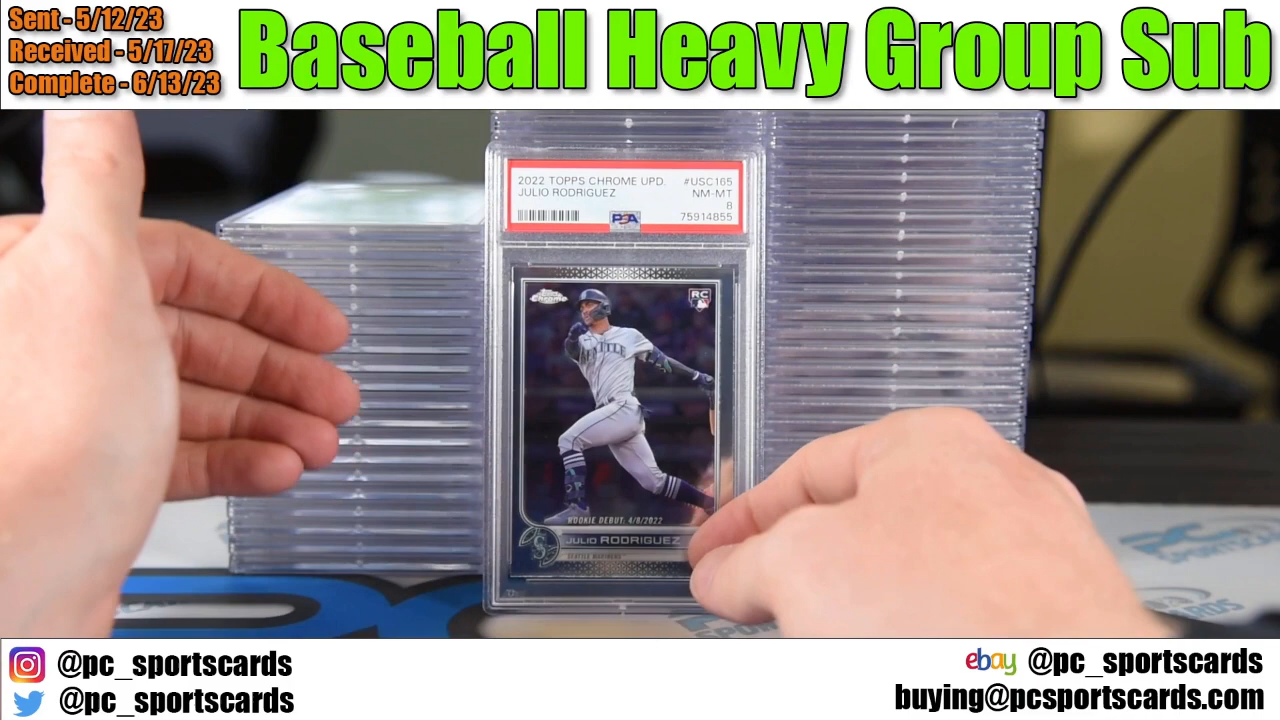 Sent - 5/12/23
Received - 5/17/23
Complete - 6/13/23
Baseball Heavy Group Sub
2022 TOPPS CHROME UPD. #USC165
JULIO RODRIGUEZ NM-MT
8
PSA 75914855
Topps Chrome
RC
ROOKIE DEBUT: 4/8/2022
JULIO RODRIGUEZ
SEATTLE MARINERS
@pc_sportscards
@pc_sportscards
ebay @pc_sportscards
buying@pcsportscards.com